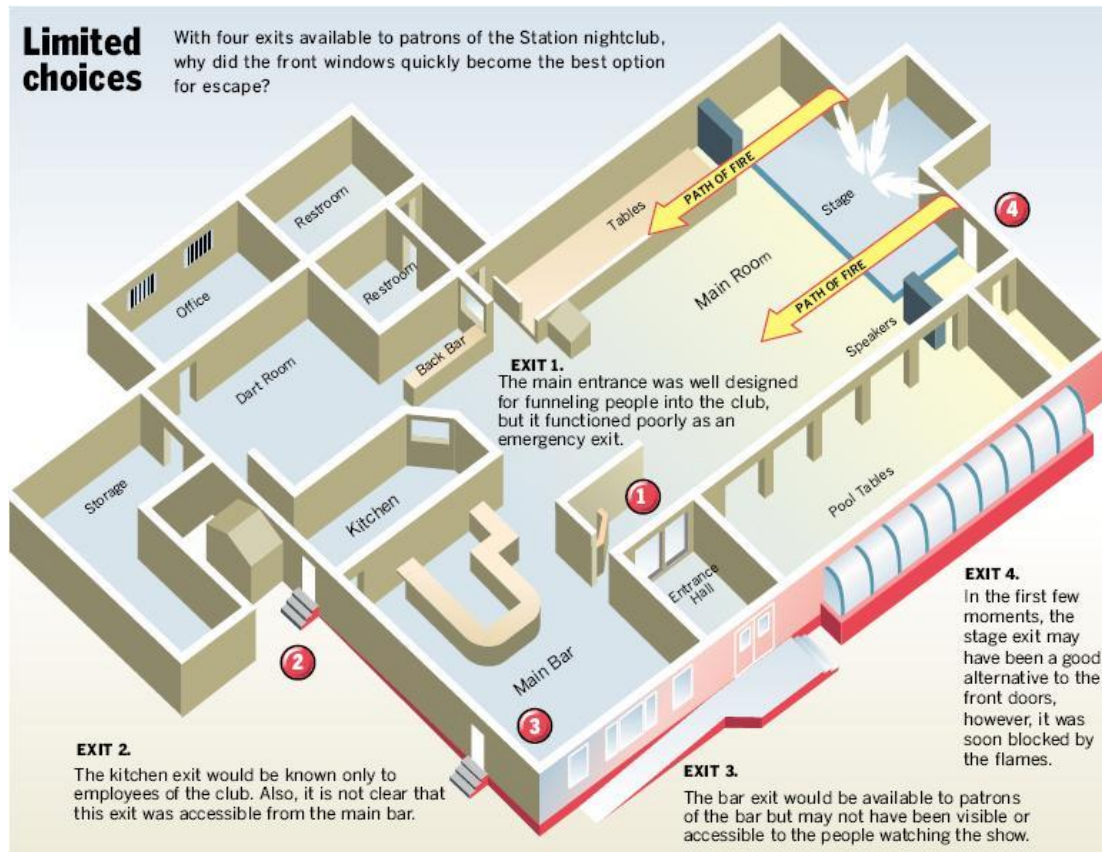 Limited
choices
With four exits available to patrons of the Station nightclub,
why did the front windows quickly become the best option
for escape?
Restroom
Office
Restroom
Tables
PATH OF FIRE
Stage
4
Main Room
PATH OF FIRE
Dart Room
Back Bar
Speakers
EXIT 1.
The main entrance was well designed
for funneling people into the club,
but it functioned poorly as an
emergency exit.
Storage
Kitchen
1
Pool Tables
Entrance
Hall
EXIT 4.
In the first few
moments, the
stage exit may
have been a good
alternative to the
front doors,
however, it was
soon blocked by
the flames.
2
Main Bar
3
EXIT 2.
The kitchen exit would be known only to
employees of the club. Also, it is not clear that
this exit was accessible from the main bar.
EXIT 3.
The bar exit would be available to patrons
of the bar but may not have been visible or
accessible to the people watching the show.